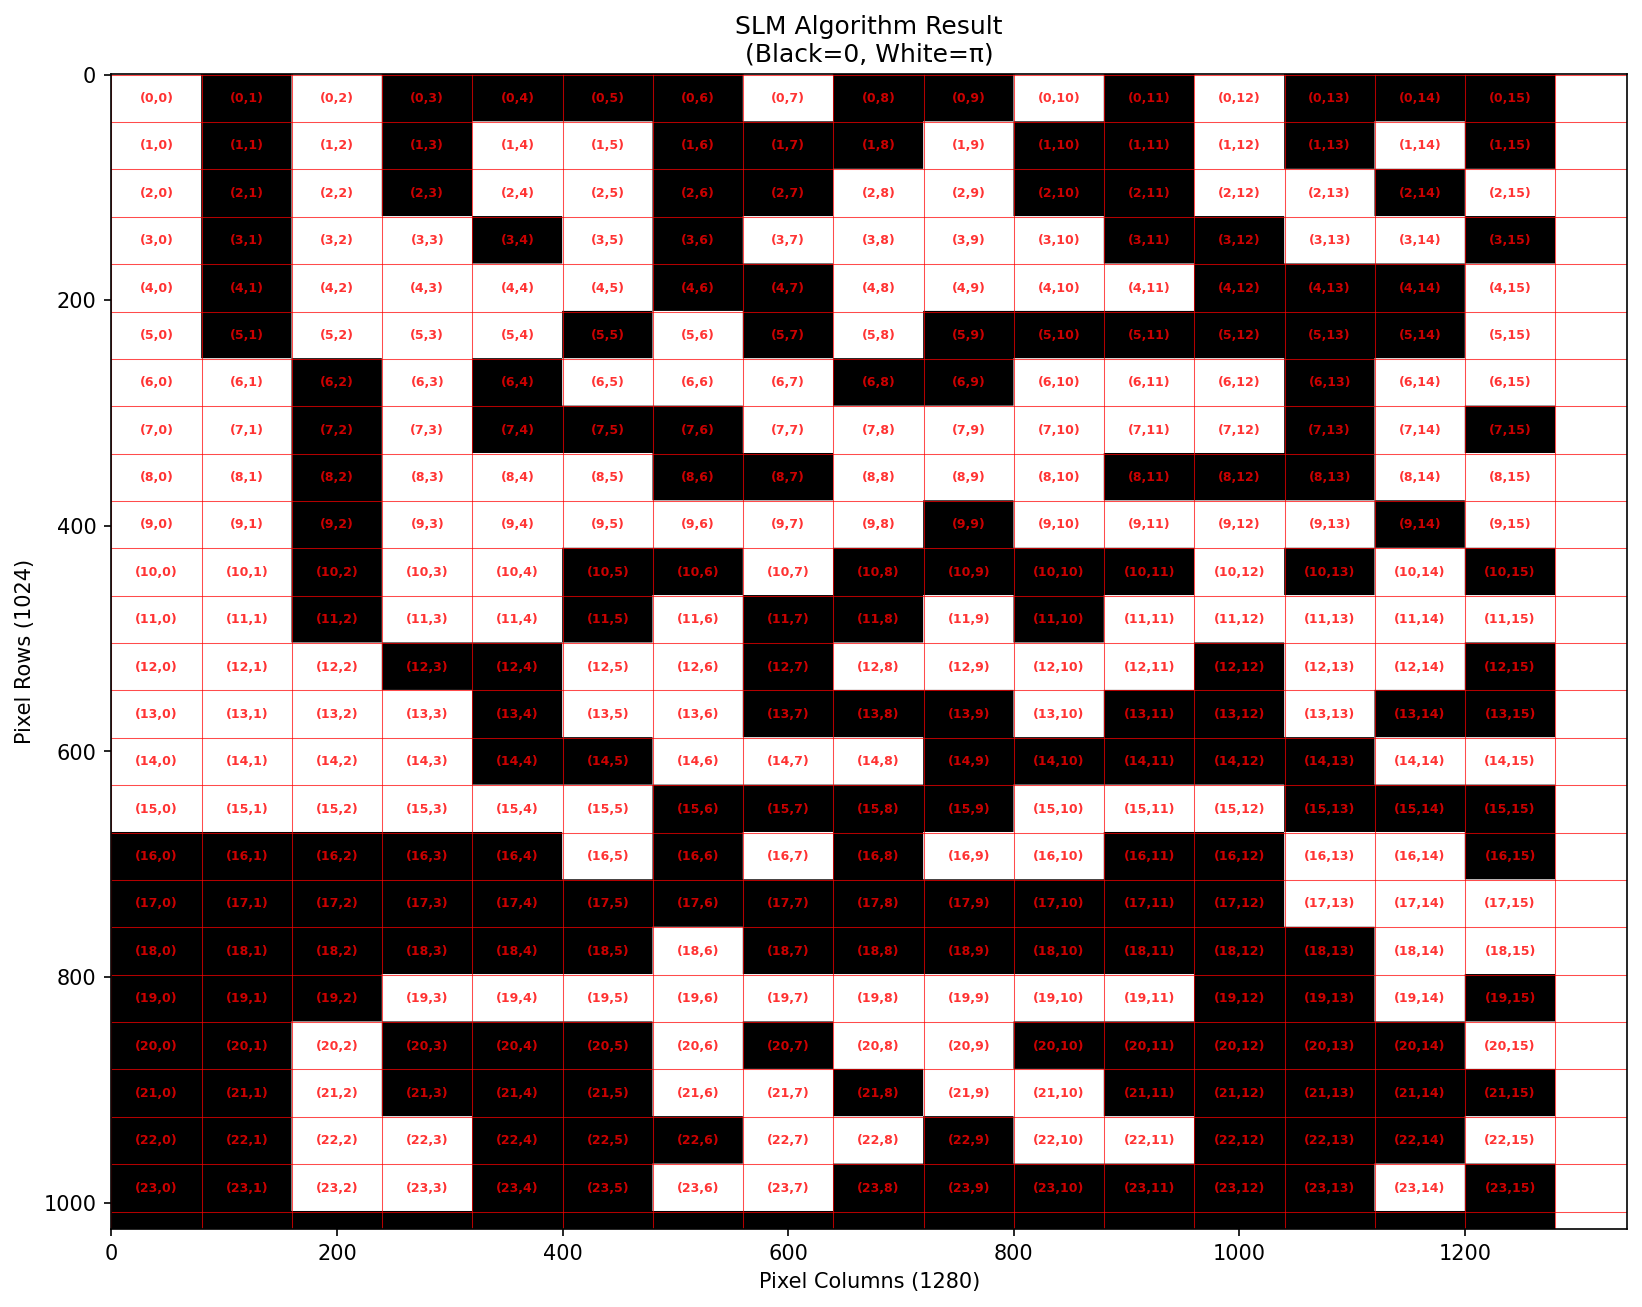 SLM Algorithm Result
(Black=0, White=π)
0
(0,0) (0,1) (0,2) (0,3) (0,4) (0,5) (0,6) (0,7) (0,8) (0,9) (0,10) (0,11) (0,12) (0,13) (0,14) (0,15)
(1,0) (1,1) (1,2) (1,3) (1,4) (1,5) (1,6) (1,7) (1,8) (1,9) (1,10) (1,11) (1,12) (1,13) (1,14) (1,15)
(2,0) (2,1) (2,2) (2,3) (2,4) (2,5) (2,6) (2,7) (2,8) (2,9) (2,10) (2,11) (2,12) (2,13) (2,14) (2,15)
(3,0) (3,1) (3,2) (3,3) (3,4) (3,5) (3,6) (3,7) (3,8) (3,9) (3,10) (3,11) (3,12) (3,13) (3,14) (3,15)
(4,0) (4,1) (4,2) (4,3) (4,4) (4,5) (4,6) (4,7) (4,8) (4,9) (4,10) (4,11) (4,12) (4,13) (4,14) (4,15)
200
(5,0) (5,1) (5,2) (5,3) (5,4) (5,5) (5,6) (5,7) (5,8) (5,9) (5,10) (5,11) (5,12) (5,13) (5,14) (5,15)
(6,0) (6,1) (6,2) (6,3) (6,4) (6,5) (6,6) (6,7) (6,8) (6,9) (6,10) (6,11) (6,12) (6,13) (6,14) (6,15)
(7,0) (7,1) (7,2) (7,3) (7,4) (7,5) (7,6) (7,7) (7,8) (7,9) (7,10) (7,11) (7,12) (7,13) (7,14) (7,15)
(8,0) (8,1) (8,2) (8,3) (8,4) (8,5) (8,6) (8,7) (8,8) (8,9) (8,10) (8,11) (8,12) (8,13) (8,14) (8,15)
400
(9,0) (9,1) (9,2) (9,3) (9,4) (9,5) (9,6) (9,7) (9,8) (9,9) (9,10) (9,11) (9,12) (9,13) (9,14) (9,15)
(10,0) (10,1) (10,2) (10,3) (10,4) (10,5) (10,6) (10,7) (10,8) (10,9) (10,10) (10,11) (10,12) (10,13) (10,14) (10,15)
(11,0) (11,1) (11,2) (11,3) (11,4) (11,5) (11,6) (11,7) (11,8) (11,9) (11,10) (11,11) (11,12) (11,13) (11,14) (11,15)
Pixel Rows (1024)
(12,0) (12,1) (12,2) (12,3) (12,4) (12,5) (12,6) (12,7) (12,8) (12,9) (12,10) (12,11) (12,12) (12,13) (12,14) (12,15)
(13,0) (13,1) (13,2) (13,3) (13,4) (13,5) (13,6) (13,7) (13,8) (13,9) (13,10) (13,11) (13,12) (13,13) (13,14) (13,15)
600
(14,0) (14,1) (14,2) (14,3) (14,4) (14,5) (14,6) (14,7) (14,8) (14,9) (14,10) (14,11) (14,12) (14,13) (14,14) (14,15)
(15,0) (15,1) (15,2) (15,3) (15,4) (15,5) (15,6) (15,7) (15,8) (15,9) (15,10) (15,11) (15,12) (15,13) (15,14) (15,15)
(16,0) (16,1) (16,2) (16,3) (16,4) (16,5) (16,6) (16,7) (16,8) (16,9) (16,10) (16,11) (16,12) (16,13) (16,14) (16,15)
(17,0) (17,1) (17,2) (17,3) (17,4) (17,5) (17,6) (17,7) (17,8) (17,9) (17,10) (17,11) (17,12) (17,13) (17,14) (17,15)
(18,0) (18,1) (18,2) (18,3) (18,4) (18,5) (18,6) (18,7) (18,8) (18,9) (18,10) (18,11) (18,12) (18,13) (18,14) (18,15)
800
(19,0) (19,1) (19,2) (19,3) (19,4) (19,5) (19,6) (19,7) (19,8) (19,9) (19,10) (19,11) (19,12) (19,13) (19,14) (19,15)
(20,0) (20,1) (20,2) (20,3) (20,4) (20,5) (20,6) (20,7) (20,8) (20,9) (20,10) (20,11) (20,12) (20,13) (20,14) (20,15)
(21,0) (21,1) (21,2) (21,3) (21,4) (21,5) (21,6) (21,7) (21,8) (21,9) (21,10) (21,11) (21,12) (21,13) (21,14) (21,15)
(22,0) (22,1) (22,2) (22,3) (22,4) (22,5) (22,6) (22,7) (22,8) (22,9) (22,10) (22,11) (22,12) (22,13) (22,14) (22,15)
(23,0) (23,1) (23,2) (23,3) (23,4) (23,5) (23,6) (23,7) (23,8) (23,9) (23,10) (23,11) (23,12) (23,13) (23,14) (23,15)
1000
0 200 400 600 800 1000 1200
Pixel Columns (1280)